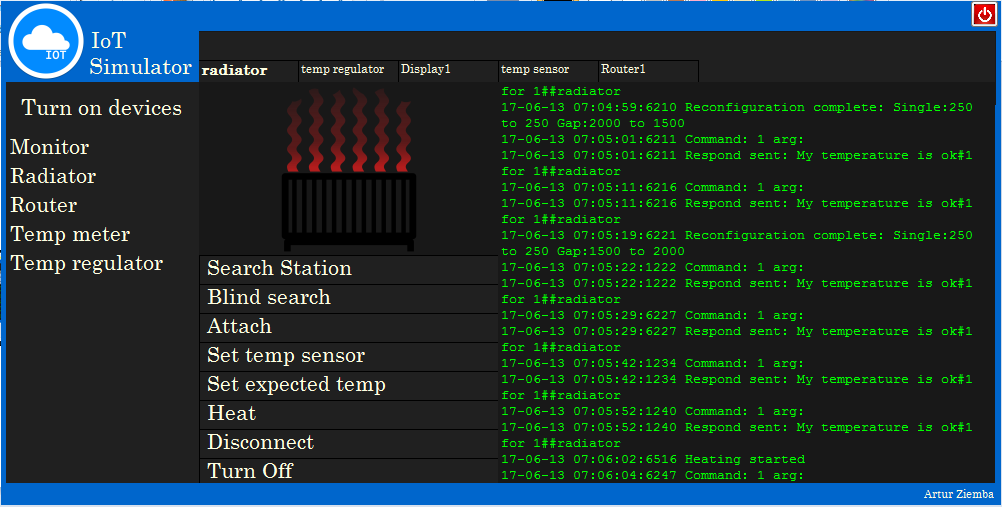 IOT
IoT
Simulator
radiator
temp regulator
Display1
temp sensor
Router1
Turn on devices
Monitor
Radiator
Router
Temp meter
Temp regulator
Search Station
Blind search
Attach
Set temp sensor
Set expected temp
Heat
Disconnect
Turn Off
for 1##radiator
17-06-13 07:04:59:6210 Reconfiguration complete: Single:250
to 250 Gap:2000 to 1500
17-06-13 07:05:01:6211 Command: 1 arg:
17-06-13 07:05:01:6211 Respond sent: My temperature is ok#1
for 1##radiator
17-06-13 07:05:11:6216 Command: 1 arg:
17-06-13 07:05:11:6216 Respond sent: My temperature is ok#1
for 1##radiator
17-06-13 07:05:19:6221 Reconfiguration complete: Single:250
to 250 Gap:1500 to 2000
17-06-13 07:05:22:1222 Command: 1 arg:
17-06-13 07:05:22:1222 Respond sent: My temperature is ok#1
for 1##radiator
17-06-13 07:05:29:6227 Command: 1 arg:
17-06-13 07:05:29:6227 Respond sent: My temperature is ok#1
for 1##radiator
17-06-13 07:05:42:1234 Command: 1 arg:
17-06-13 07:05:42:1234 Respond sent: My temperature is ok#1
for 1##radiator
17-06-13 07:05:52:1240 Command: 1 arg:
17-06-13 07:05:52:1240 Respond sent: My temperature is ok#1
for 1##radiator
17-06-13 07:06:02:6516 Heating started
17-06-13 07:06:04:6247 Command: 1 arg:
Artur Ziemba